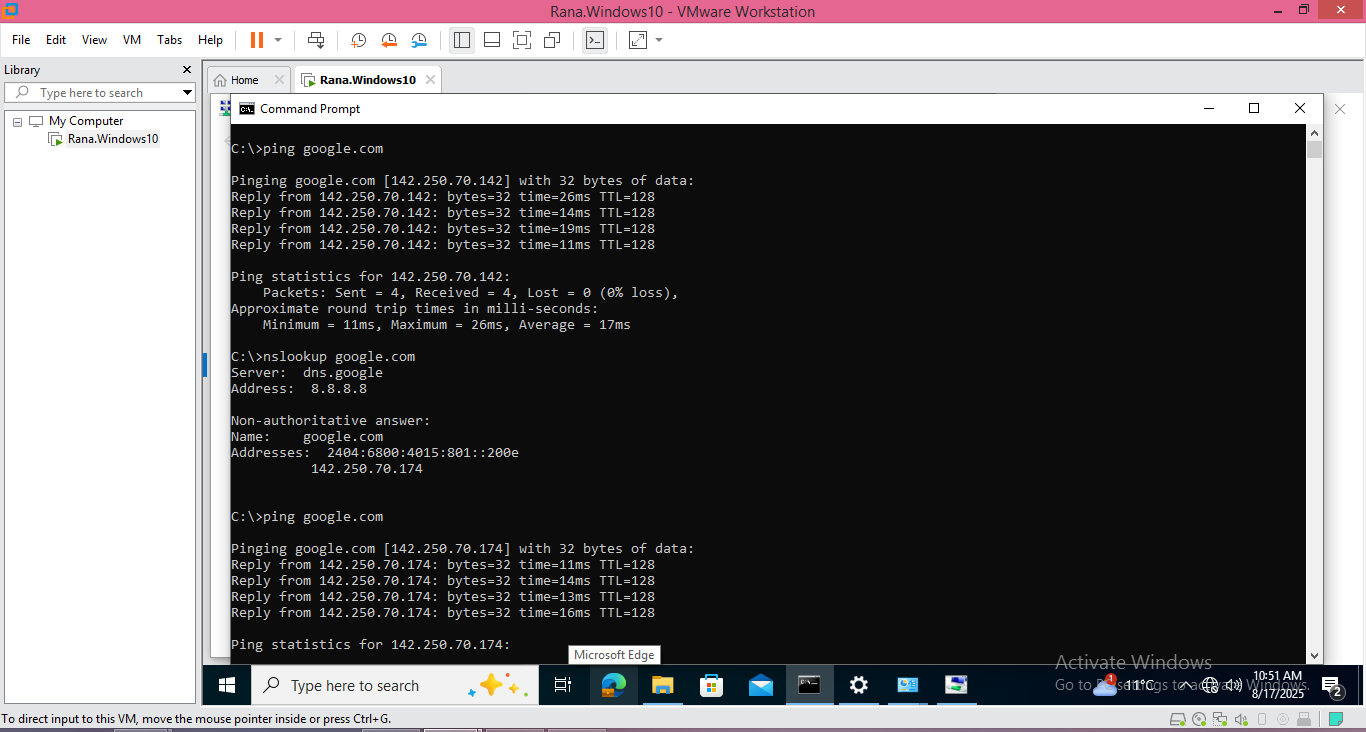 Rana.Windows10 - VMware Workstation
File Edit View VM Tabs Help
Library
Type here to search
My Computer
Rana.Windows10
Home
Rana.Windows10
Command Prompt
C:\>ping google.com
Pinging google.com [142.250.70.142] with 32 bytes of data:
Reply from 142.250.70.142: bytes=32 time=26ms TTL=128
Reply from 142.250.70.142: bytes=32 time=14ms TTL=128
Reply from 142.250.70.142: bytes=32 time=19ms TTL=128
Reply from 142.250.70.142: bytes=32 time=11ms TTL=128
Ping statistics for 142.250.70.142:
Packets: Sent = 4, Received = 4, Lost = 0 (0% loss),
Approximate round trip times in milli-seconds:
Minimum = 11ms, Maximum = 26ms, Average = 17ms
C:\>nslookup google.com
Server: dns.google
Address: 8.8.8.8
Non-authoritative answer:
Name: google.com
Addresses: 2404:6800:4015:801::200e
142.250.70.174
C:\>ping google.com
Pinging google.com [142.250.70.174] with 32 bytes of data:
Reply from 142.250.70.174: bytes=32 time=11ms TTL=128
Reply from 142.250.70.174: bytes=32 time=14ms TTL=128
Reply from 142.250.70.174: bytes=32 time=13ms TTL=128
Reply from 142.250.70.174: bytes=32 time=16ms TTL=128
Ping statistics for 142.250.70.174:
Microsoft Edge
Activate Windows
Go to Settings to Windows.
Type here to search
1
11°C
10:51 AM
8/17/2025
2
To direct input to this VM, move the mouse pointer inside or press Ctrl+G.